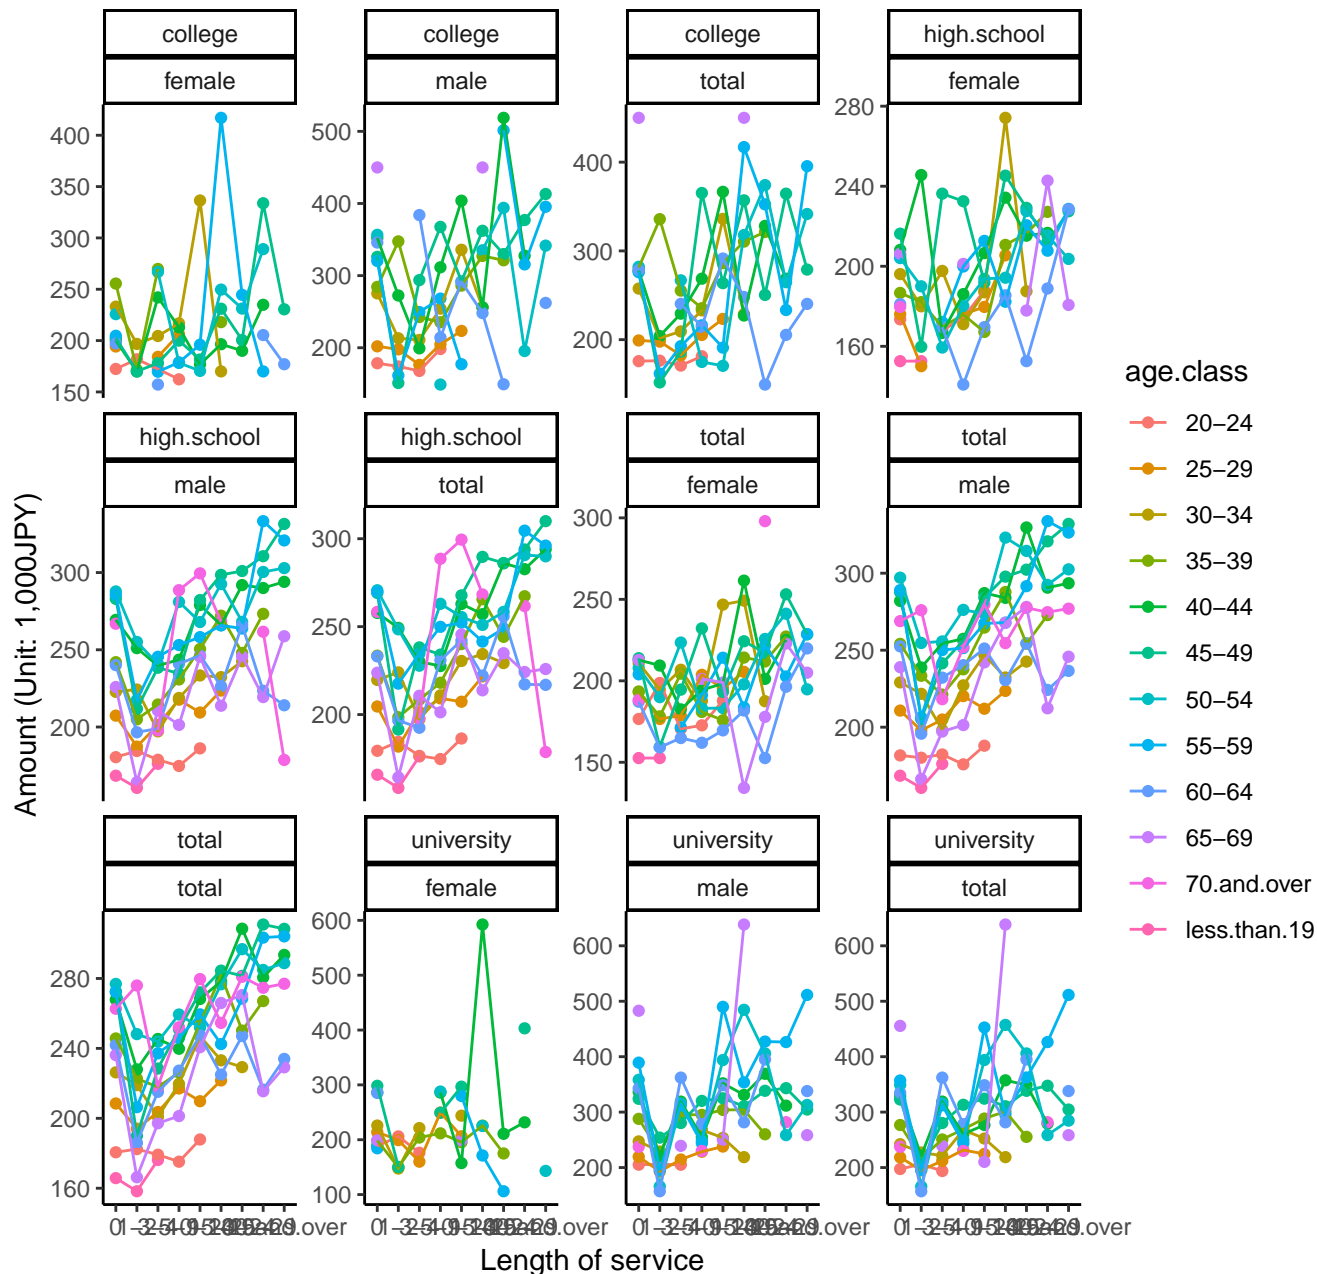 college
college
college
high.school
female
male
total
female
400
350
300
250
200
150
500
400
300
200
400
300
200
280
240
200
160
high.school
high.school
total
total
male
total
female
male
300
250
200
300
250
200
300
250
200
150
300
250
200
total
university
university
university
total
female
male
total
280
240
200
160
600
500
400
300
200
100
600
500
400
300
200
600
500
400
300
200
Amount (Unit: 1,000JPY)
Length of service
age.class
20−24
25−29
30−34
35−39
40−44
45−49
50−54
55−59
60−64
65−69
70.and.over
less.than.19